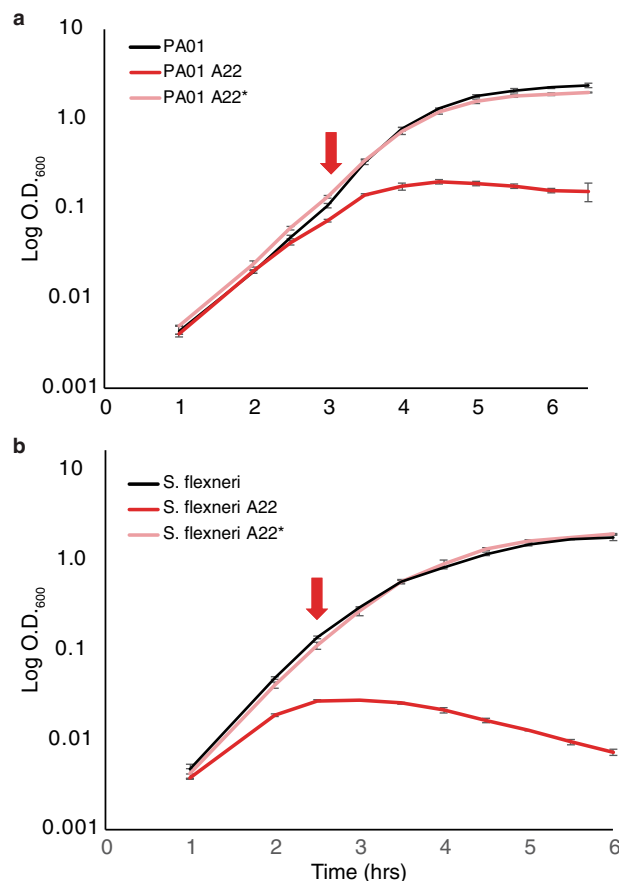 a
10
1.0
0.1
0.01
0.001
Log O.D.600
PA01
PA01 A22
PA01 A22*
0 1 2 3 4 5 6
b
10
1.0
0.1
0.01
0.001
Log O.D.600
S. flexneri
S. flexneri A22
S. flexneri A22*
0 1 2 3 4 5 6
Time (hrs)